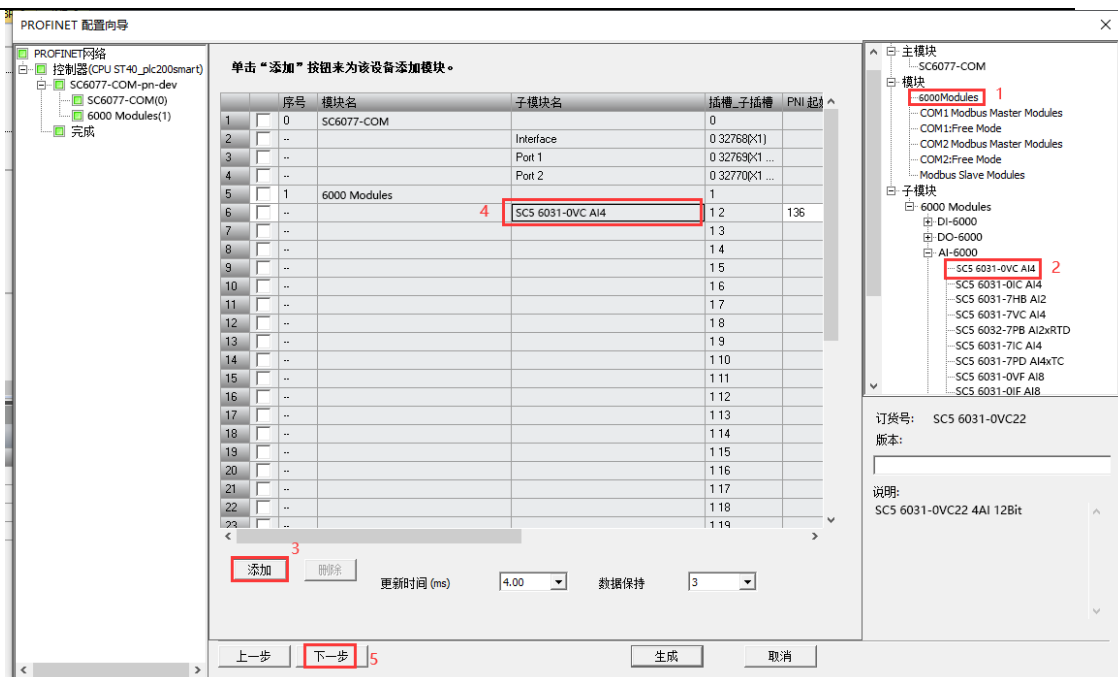 PROFINET 配置向导
PROFINET网络
控制器(CPU ST40_plc200smart)
SC6077-COM-pn-dev
SC6077-COM(0)
6000 Modules(1)
完成
单击“添加”按钮来为该设备添加模块。
序号 模块名 子模块名 插槽_子插槽 PNI 起始
1 0 SC6077-COM 0
2 -- Interface 0 32768(X1)
3 -- Port 1 0 32769(X1 ...
4 -- Port 2 0 32770(X1 ...
5 1 6000 Modules 1
6 -- 4 SC5 6031-0VC AI4 1 2 136
7 -- 1 3
8 -- 1 4
9 -- 1 5
10 -- 1 6
11 -- 1 7
12 -- 1 8
13 -- 1 9
14 -- 1 10
15 -- 1 11
16 -- 1 12
17 -- 1 13
18 -- 1 14
19 -- 1 15
20 -- 1 16
21 -- 1 17
22 -- 1 18
23 -- 1 19
3
添加 删除 更新时间 (ms) 4.00 数据保持 3
上一步 下一步 5 生成 取消
主模块
SC6077-COM
模块
6000Modules 1
COM1 Modbus Master Modules
COM1:Free Mode
COM2 Modbus Master Modules
COM2:Free Mode
Modbus Slave Modules
子模块
6000 Modules
DI-6000
DO-6000
AI-6000
SC5 6031-0VC AI4 2
SC5 6031-0IC AI4
SC5 6031-7HB AI2
SC5 6031-7VC AI4
SC5 6032-7PB AI2xRTD
SC5 6031-7IC AI4
SC5 6031-7PD AI4xTC
SC5 6031-0VF AI8
SC5 6031-0IF AI8
订货号: SC5 6031-0VC22
版本:
说明:
SC5 6031-0VC22 4AI 12Bit